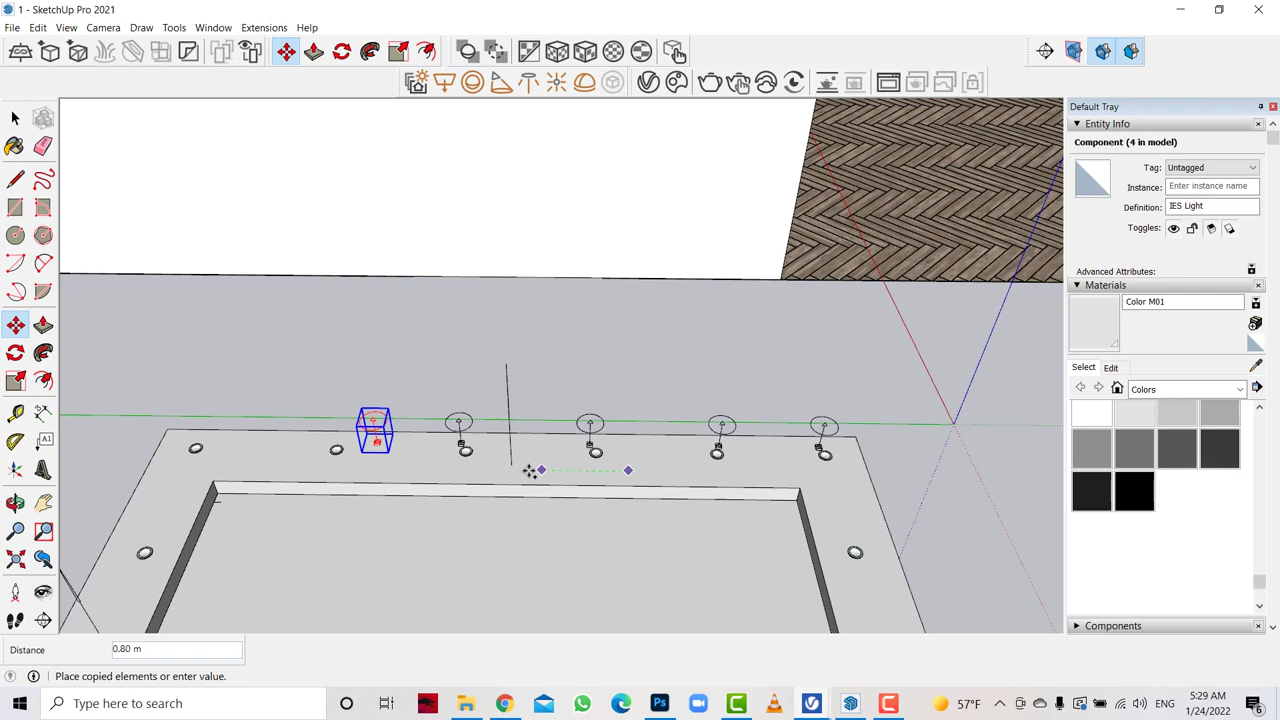 1 - SketchUp Pro 2021
File Edit View Camera Draw Tools Window Extensions Help
Default Tray
Entity Info
Component (4 in model)
Tag: Untagged
Instance: Enter instance name
Definition: IES Light
Toggles:
Advanced Attributes:
Materials
Color M01
Select Edit
Colors
A1
Components
Distance 0.80 m
Place copied elements or enter value.
Type here to search
57°F
ENG
5:29 AM
1/24/2022
6